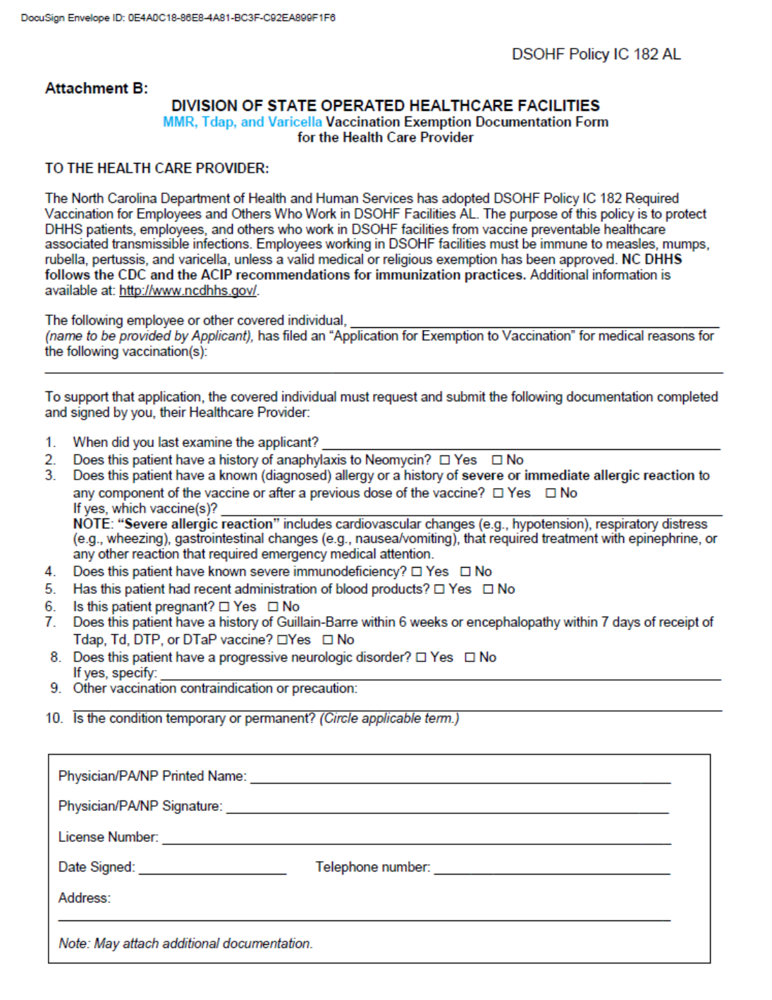 DocuSign Envelope ID: 0E4A0C18-86E8-4A81-BC3F-C92EA899F1F6
DSOHF Policy IC 182 AL
Attachment B:
DIVISION OF STATE OPERATED HEALTHCARE FACILITIES
MMR, Tdap, and Varicella Vaccination Exemption Documentation Form
for the Health Care Provider
TO THE HEALTH CARE PROVIDER:
The North Carolina Department of Health and Human Services has adopted DSOHF Policy IC 182 Required
Vaccination for Employees and Others Who Work in DSOHF Facilities AL. The purpose of this policy is to protect
DHHS patients, employees, and others who work in DSOHF facilities from vaccine preventable healthcare
associated transmissible infections. Employees working in DSOHF facilities must be immune to measles, mumps,
rubella, pertussis, and varicella, unless a valid medical or religious exemption has been approved. NC DHHS
follows the CDC and the ACIP recommendations for immunization practices. Additional information is
available at: http://www.ncdhhs.gov/.
The following employee or other covered individual, ____
(name to be provided by Applicant), has filed an “Application for Exemption to Vaccination” for medical reasons for
the following vaccination(s):
To support that application, the covered individual must request and submit the following documentation completed
and signed by you, their Healthcare Provider:
1. When did you last examine the applicant? ____
2. Does this patient have a history of anaphylaxis to Neomycin? ☐ Yes ☐ No
3. Does this patient have a known (diagnosed) allergy or a history of severe or immediate allergic reaction to
any component of the vaccine or after a previous dose of the vaccine? ☐ Yes ☐ No
If yes, which vaccine(s)? ____
NOTE: “Severe allergic reaction” includes cardiovascular changes (e.g., hypotension), respiratory distress
(e.g., wheezing), gastrointestinal changes (e.g., nausea/vomiting), that required treatment with epinephrine, or
any other reaction that required emergency medical attention.
4. Does this patient have known severe immunodeficiency? ☐ Yes ☐ No
5. Has this patient had recent administration of blood products? ☐ Yes ☐ No
6. Is this patient pregnant? ☐ Yes ☐ No
7. Does this patient have a history of Guillain-Barre within 6 weeks or encephalopathy within 7 days of receipt of
Tdap, Td, DTP, or DTaP vaccine? ☐Yes ☐ No
8. Does this patient have a progressive neurologic disorder? ☐ Yes ☐ No
If yes, specify: ____
9. Other vaccination contraindication or precaution:
10. Is the condition temporary or permanent? (Circle applicable term.)
Physician/PA/NP Printed Name: ____
Physician/PA/NP Signature: ____
License Number: ____
Date Signed: ____ Telephone number: ____
Address:
Note: May attach additional documentation.